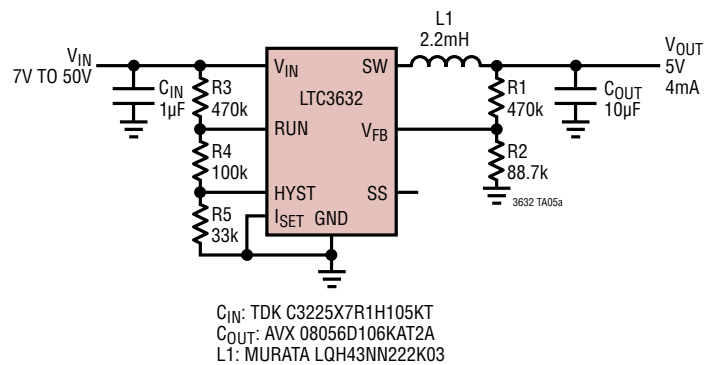 L1
2.2mH
VIN
7V TO 50V
CIN
1µF
R3
470k
R4
100k
R5
33k
VIN
SW
LTC3632
RUN
VFB
HYST
SS
ISET GND
R1
470k
R2
88.7k
COUT
10µF
VOUT
5V
4mA
3632 TA05a
CIN: TDK C3225X7R1H105KT
COUT: AVX 08056D106KAT2A
L1: MURATA LQH43NN222K03